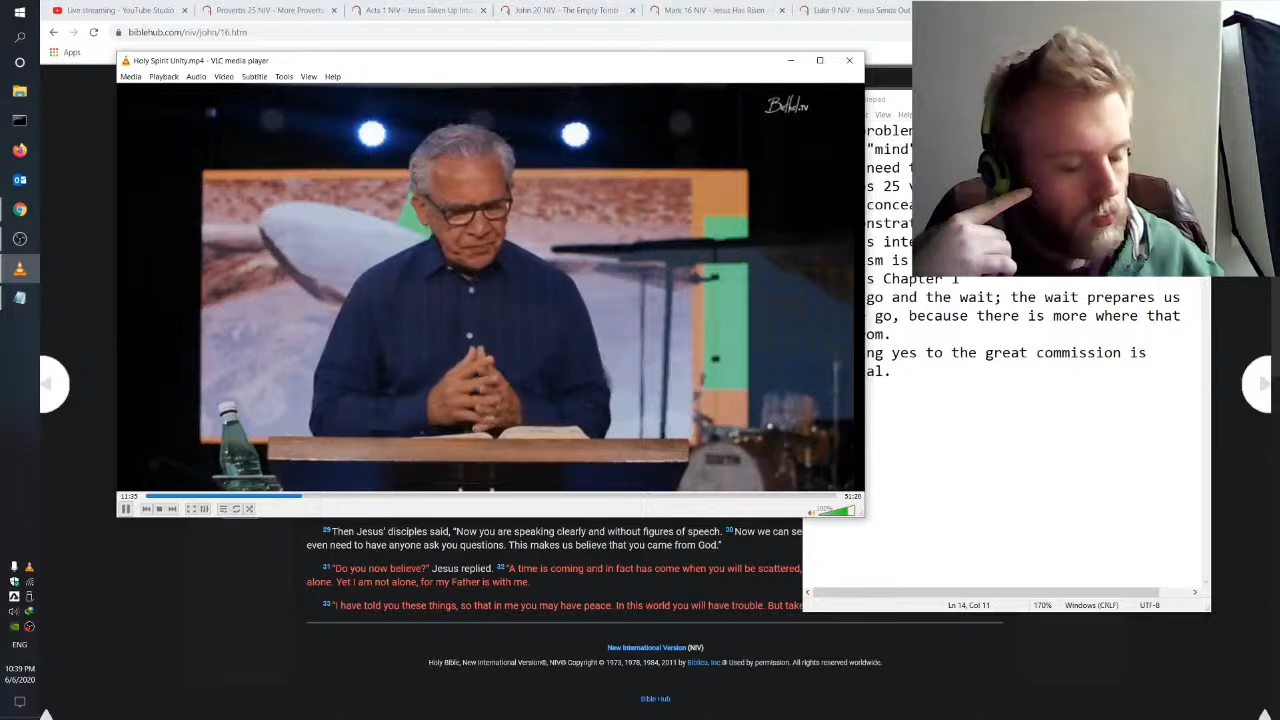 Live streaming - YouTube Studio
Proverbs 25 NIV - More Proverbs
Acts 1 NIV - Jesus Taken Up Into
John 20 NIV - The Empty Tomb -
Mark 16 NIV - Jesus Has Risen -
Luke 9 NIV - Jesus Sends Out
biblehub.com/niv/john/16.htm
Apps
Holy Spirit Unity.mp4 - VLC media player
Media Playback Audio Video Subtitle Tools View Help
Bethel.TV
11:35
51:20
100%
View Help
"mind"
need t
25 v
go and the wait; the wait prepares us
go, because there is more where that
yes to the great commission is
Ln 14, Col 11
170%
Windows (CRLF)
UTF-8
29 Then Jesus' disciples said, “Now you are speaking clearly and without figures of speech. 30 Now we can se
even need to have anyone ask you questions. This makes us believe that you came from God.”
31 “Do you now believe?” Jesus replied. 32 “A time is coming and in fact has come when you will be scattered,
alone. Yet I am not alone, for my Father is with me.
33 “I have told you these things, so that in me you may have peace. In this world you will have trouble. But take
New International Version (NIV)
Holy Bible, New International Version®, NIV® Copyright © 1973, 1978, 1984, 2011 by Biblica, Inc.® Used by permission. All rights reserved worldwide.
Bible Hub
ENG
10:39 PM
6/6/2020